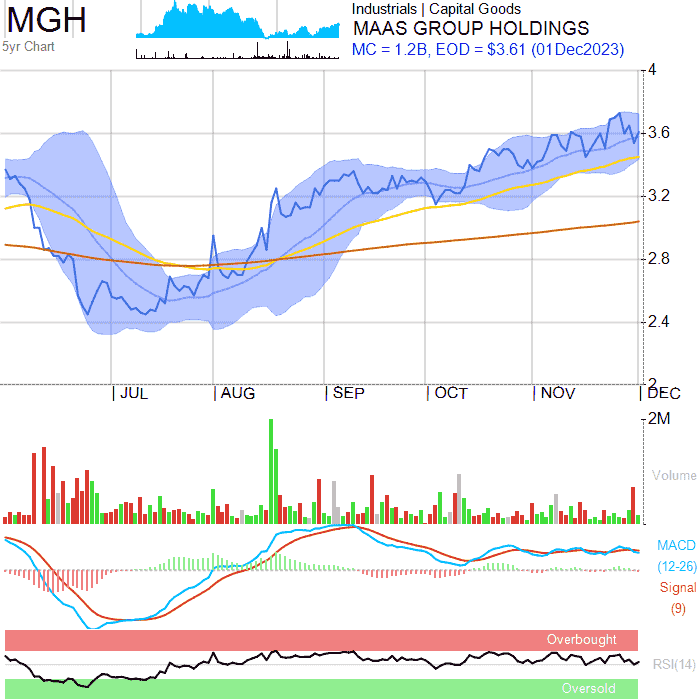 MGH
5yr Chart
Industrials | Capital Goods
MAAS GROUP HOLDINGS
MC = 1.2B, EOD = $3.61 (01Dec2023)
4
3.6
3.2
2.8
2.4
2
JUL AUG SEP OCT NOV DEC
2M
Volume
MACD
(12-26)
Signal
(9)
Overbought
RSI(14)
Oversold